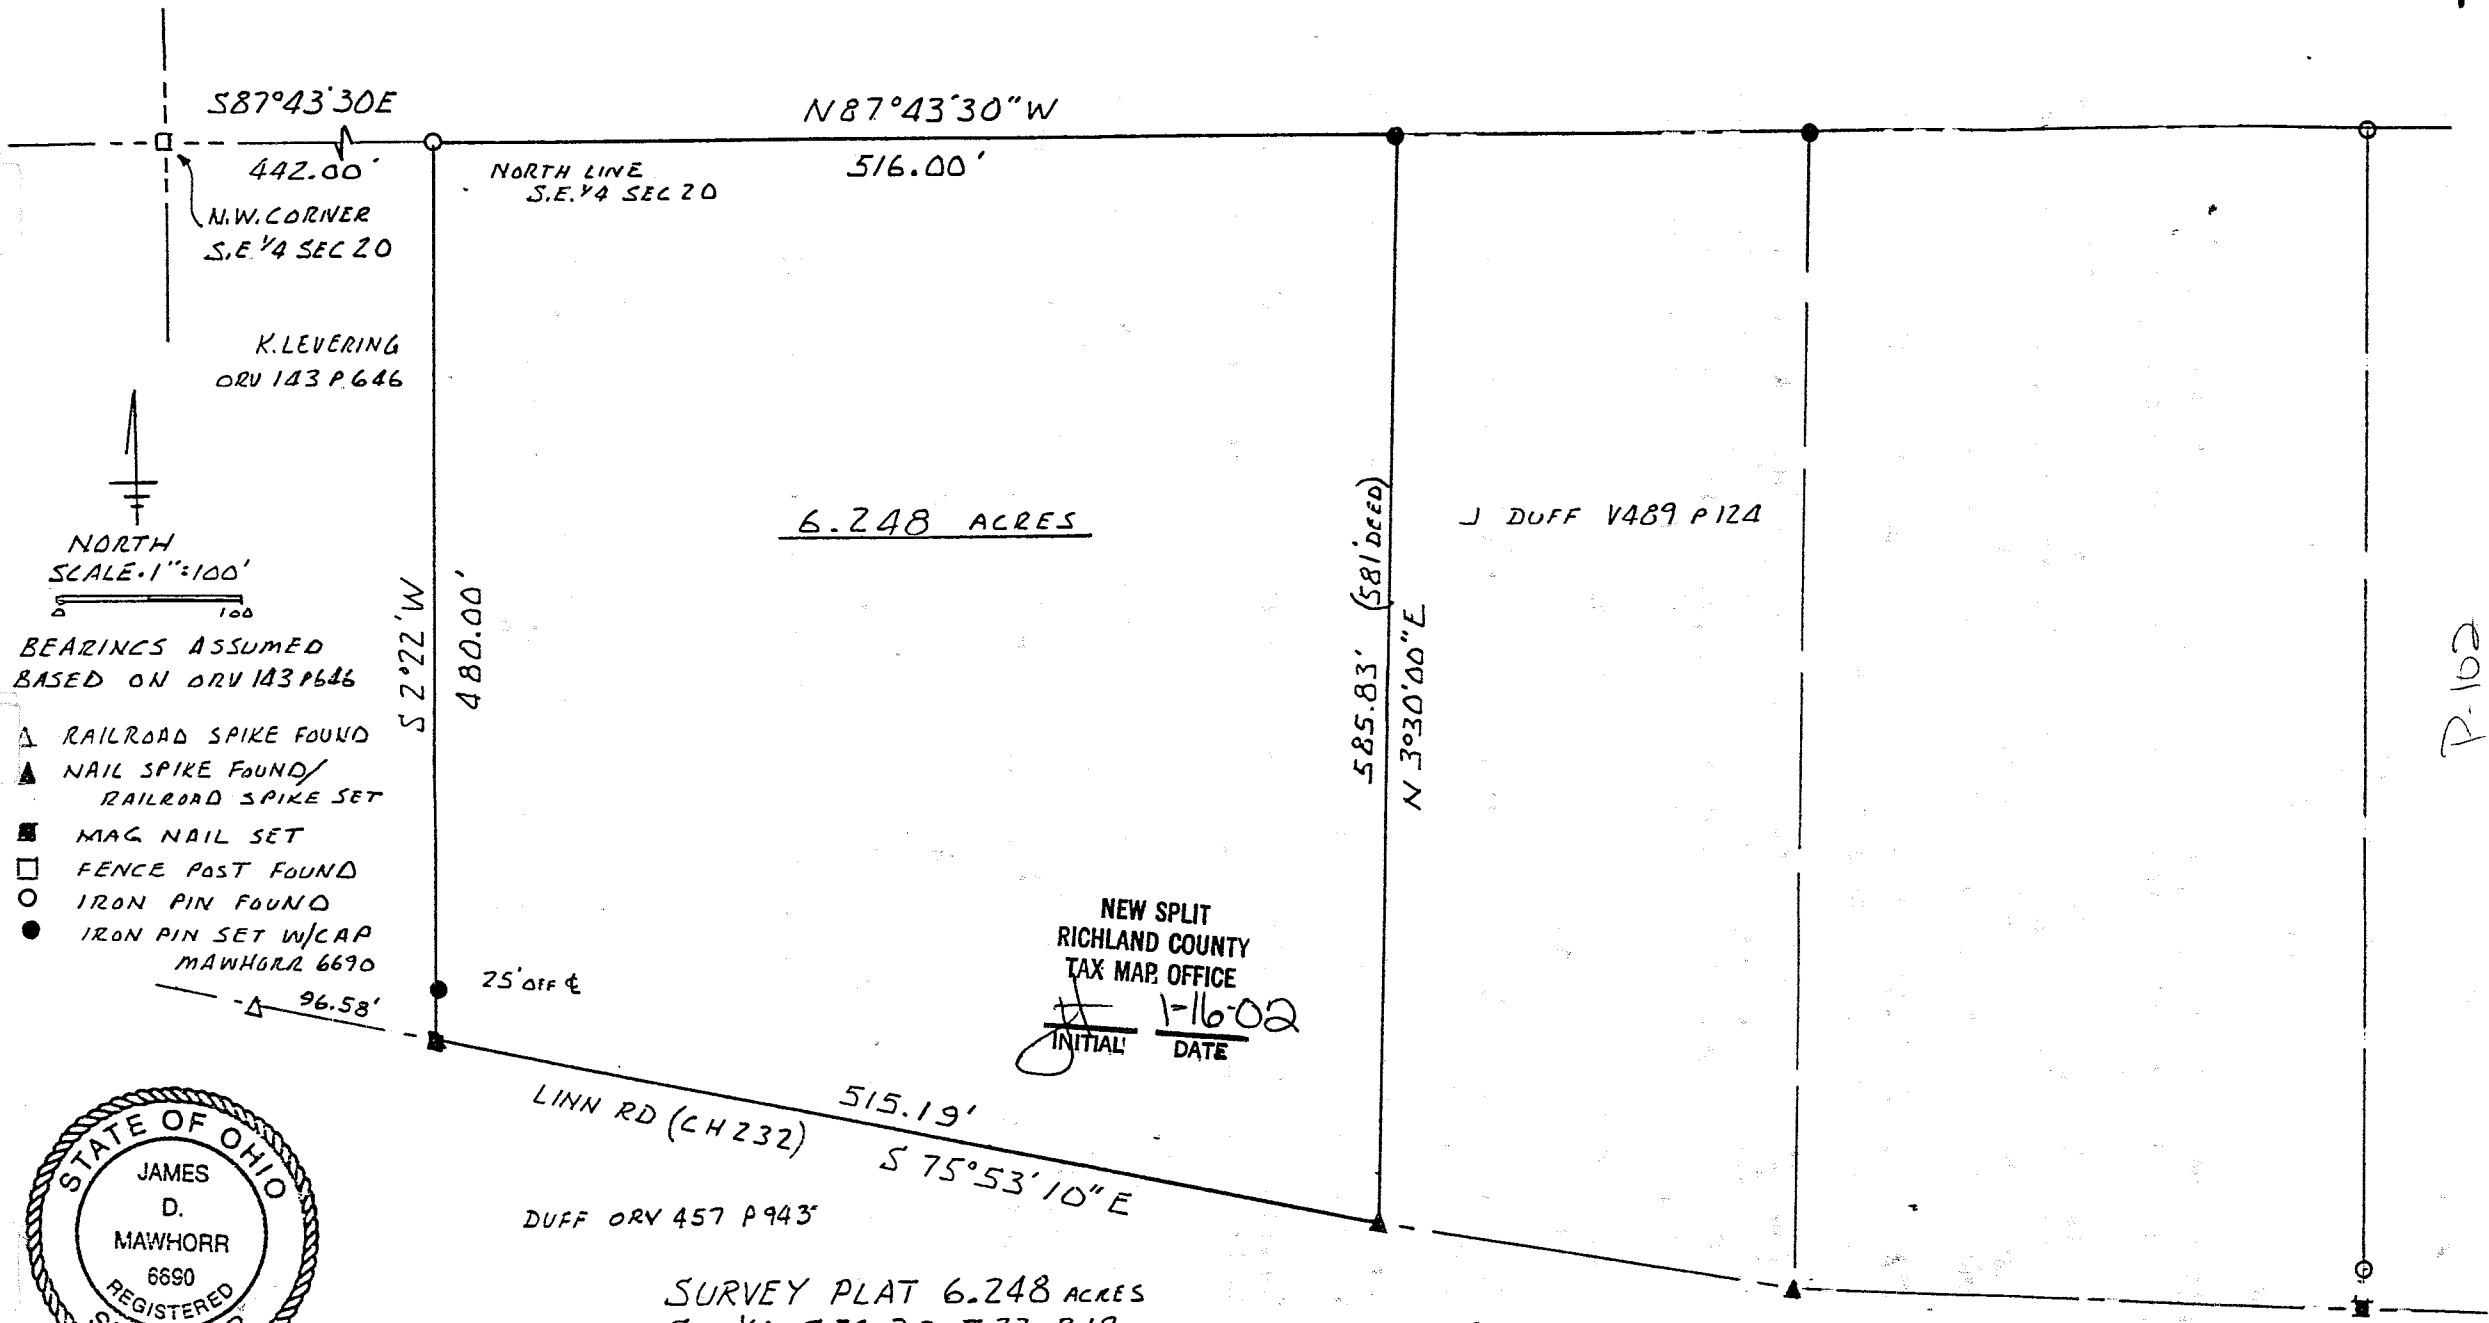 S87°43'30E
442.00'
N.W. CORNER
S.E. 1/4 SEC 20
N87°43'30"W
516.00'
NORTH LINE
S.E. 1/4 SEC 20
K. LEVERING
ORV 143 P. 646
NORTH
SCALE. 1":100'
0 100
BEARINGS ASSUMED
BASED ON ORV 143 P646
RAILROAD SPIKE FOUND
NAIL SPIKE FOUND/
RAILROAD SPIKE SET
MAG NAIL SET
FENCE POST FOUND
IRON PIN FOUND
IRON PIN SET W/CAP
MAWHORR 6690
96.58'
S 2°22'W
480.00'
25' OFF ℄
6.248 ACRES
585.83' (581' DEED)
N 3°30'00"E
J DUFF V489 P 124
P. 102
NEW SPLIT
RICHLAND COUNTY
TAX MAP OFFICE
1-16-02
INITIAL DATE
LINN RD (CH 232)
515.19'
S 75°53'10"E
DUFF ORV 457 P 943
STATE OF OHIO
JAMES
D.
MAWHORR
6690
REGISTERED
SURVEY PLAT 6.248 ACRES